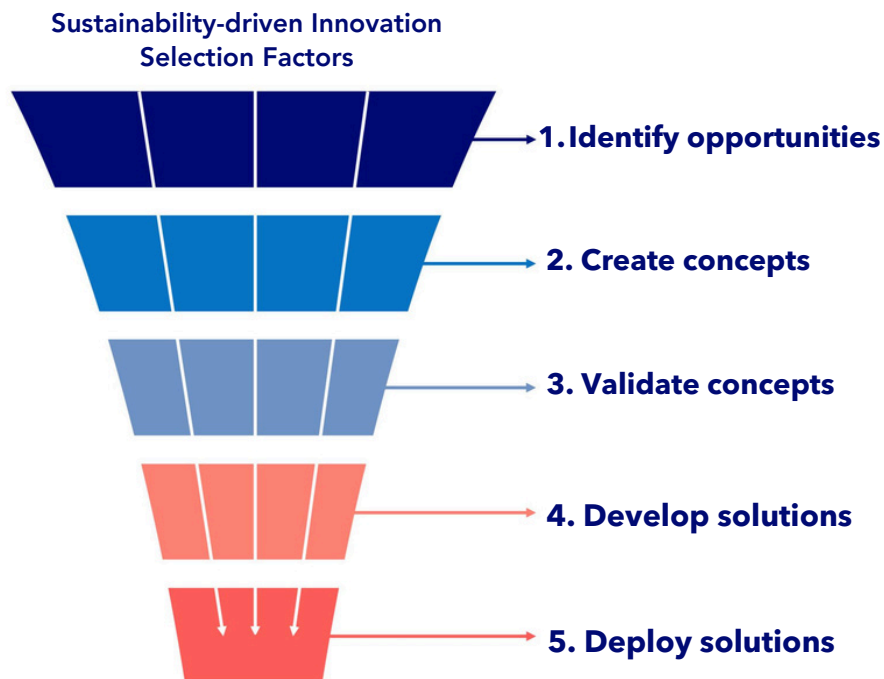 Sustainability-driven Innovation
Selection Factors
1. Identify opportunities
2. Create concepts
3. Validate concepts
4. Develop solutions
5. Deploy solutions